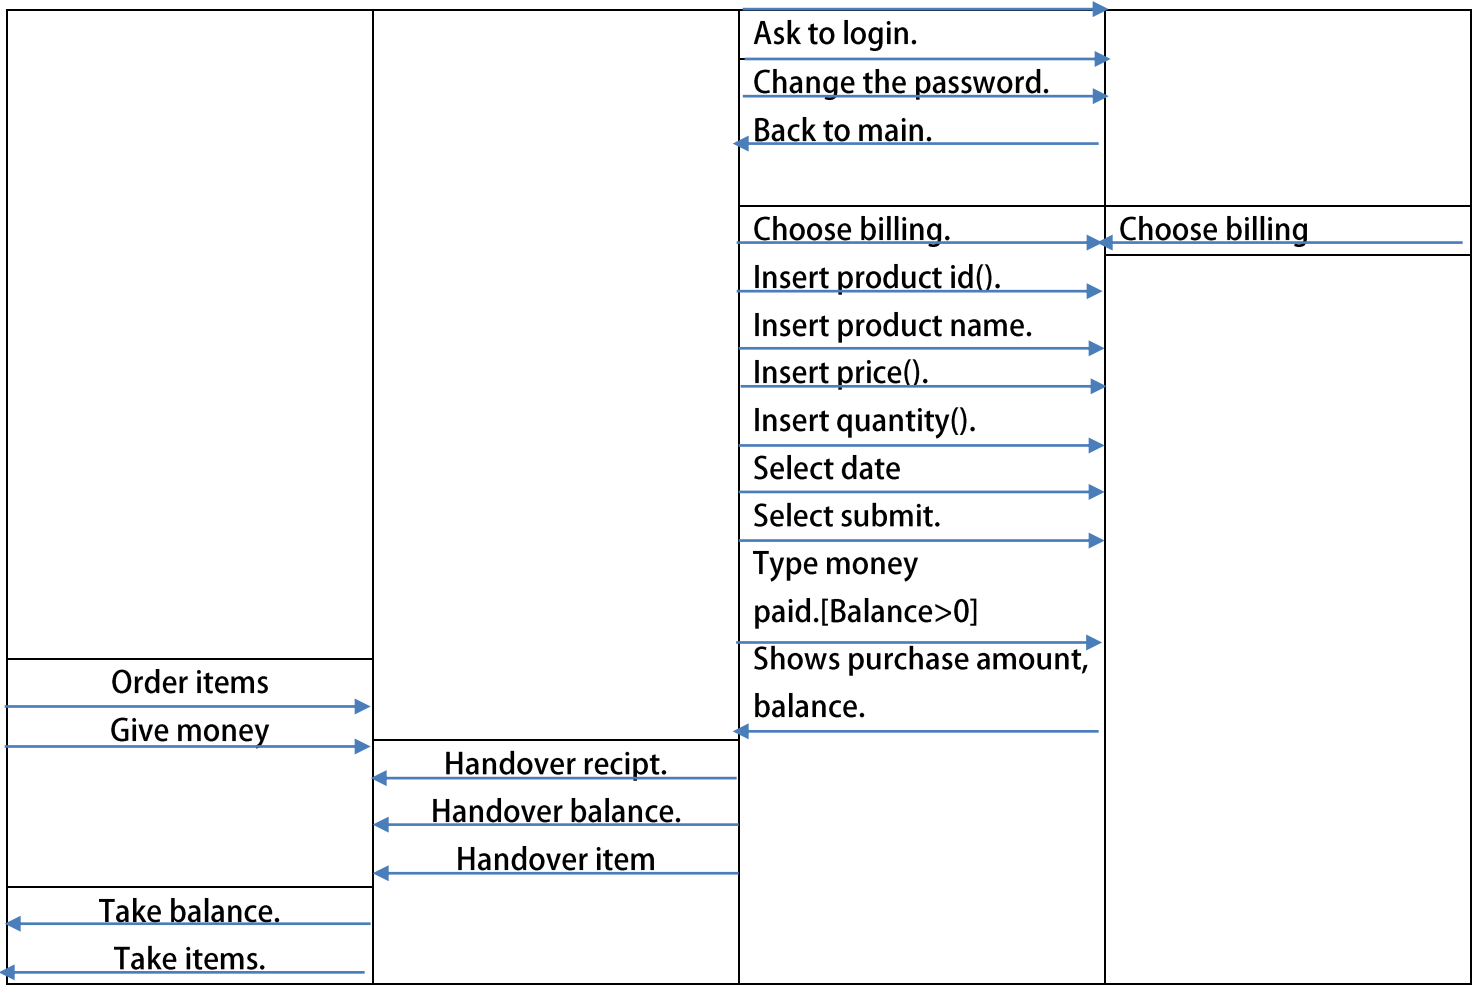 Ask to login.
Change the password.
Back to main.
Choose billing.
Choose billing
Insert product id().
Insert product name.
Insert price().
Insert quantity().
Select date
Select submit.
Type money
paid.[Balance>0]
Shows purchase amount,
balance.
Order items
Give money
Handover recipt.
Handover balance.
Handover item
Take balance.
Take items.